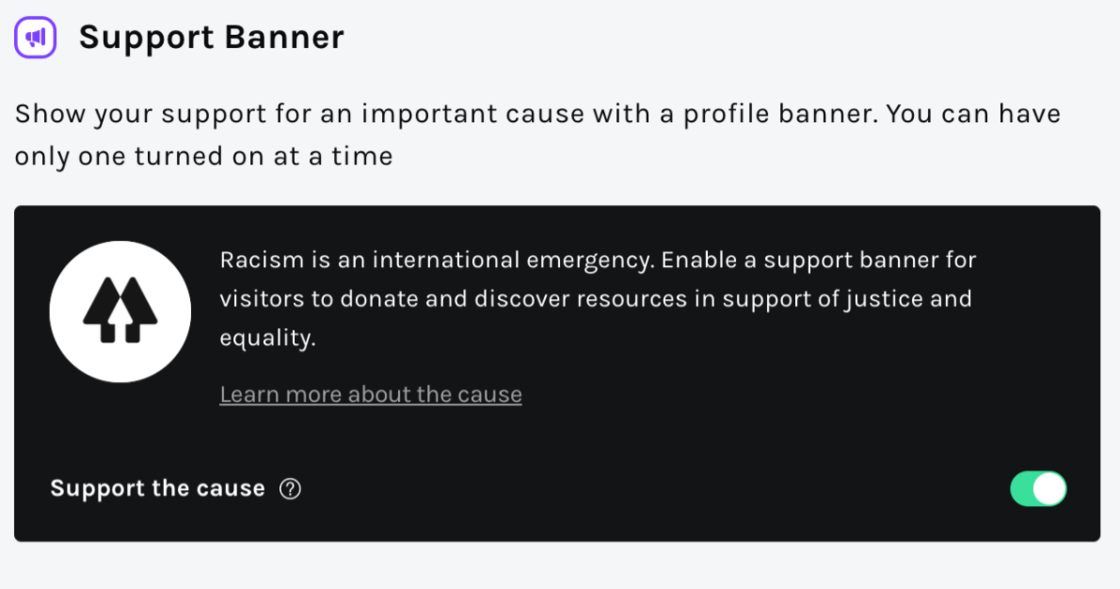 Support Banner
Show your support for an important cause with a profile banner. You can have
only one turned on at a time
Racism is an international emergency. Enable a support banner for
visitors to donate and discover resources in support of justice and
equality.
Learn more about the cause
Support the cause ?